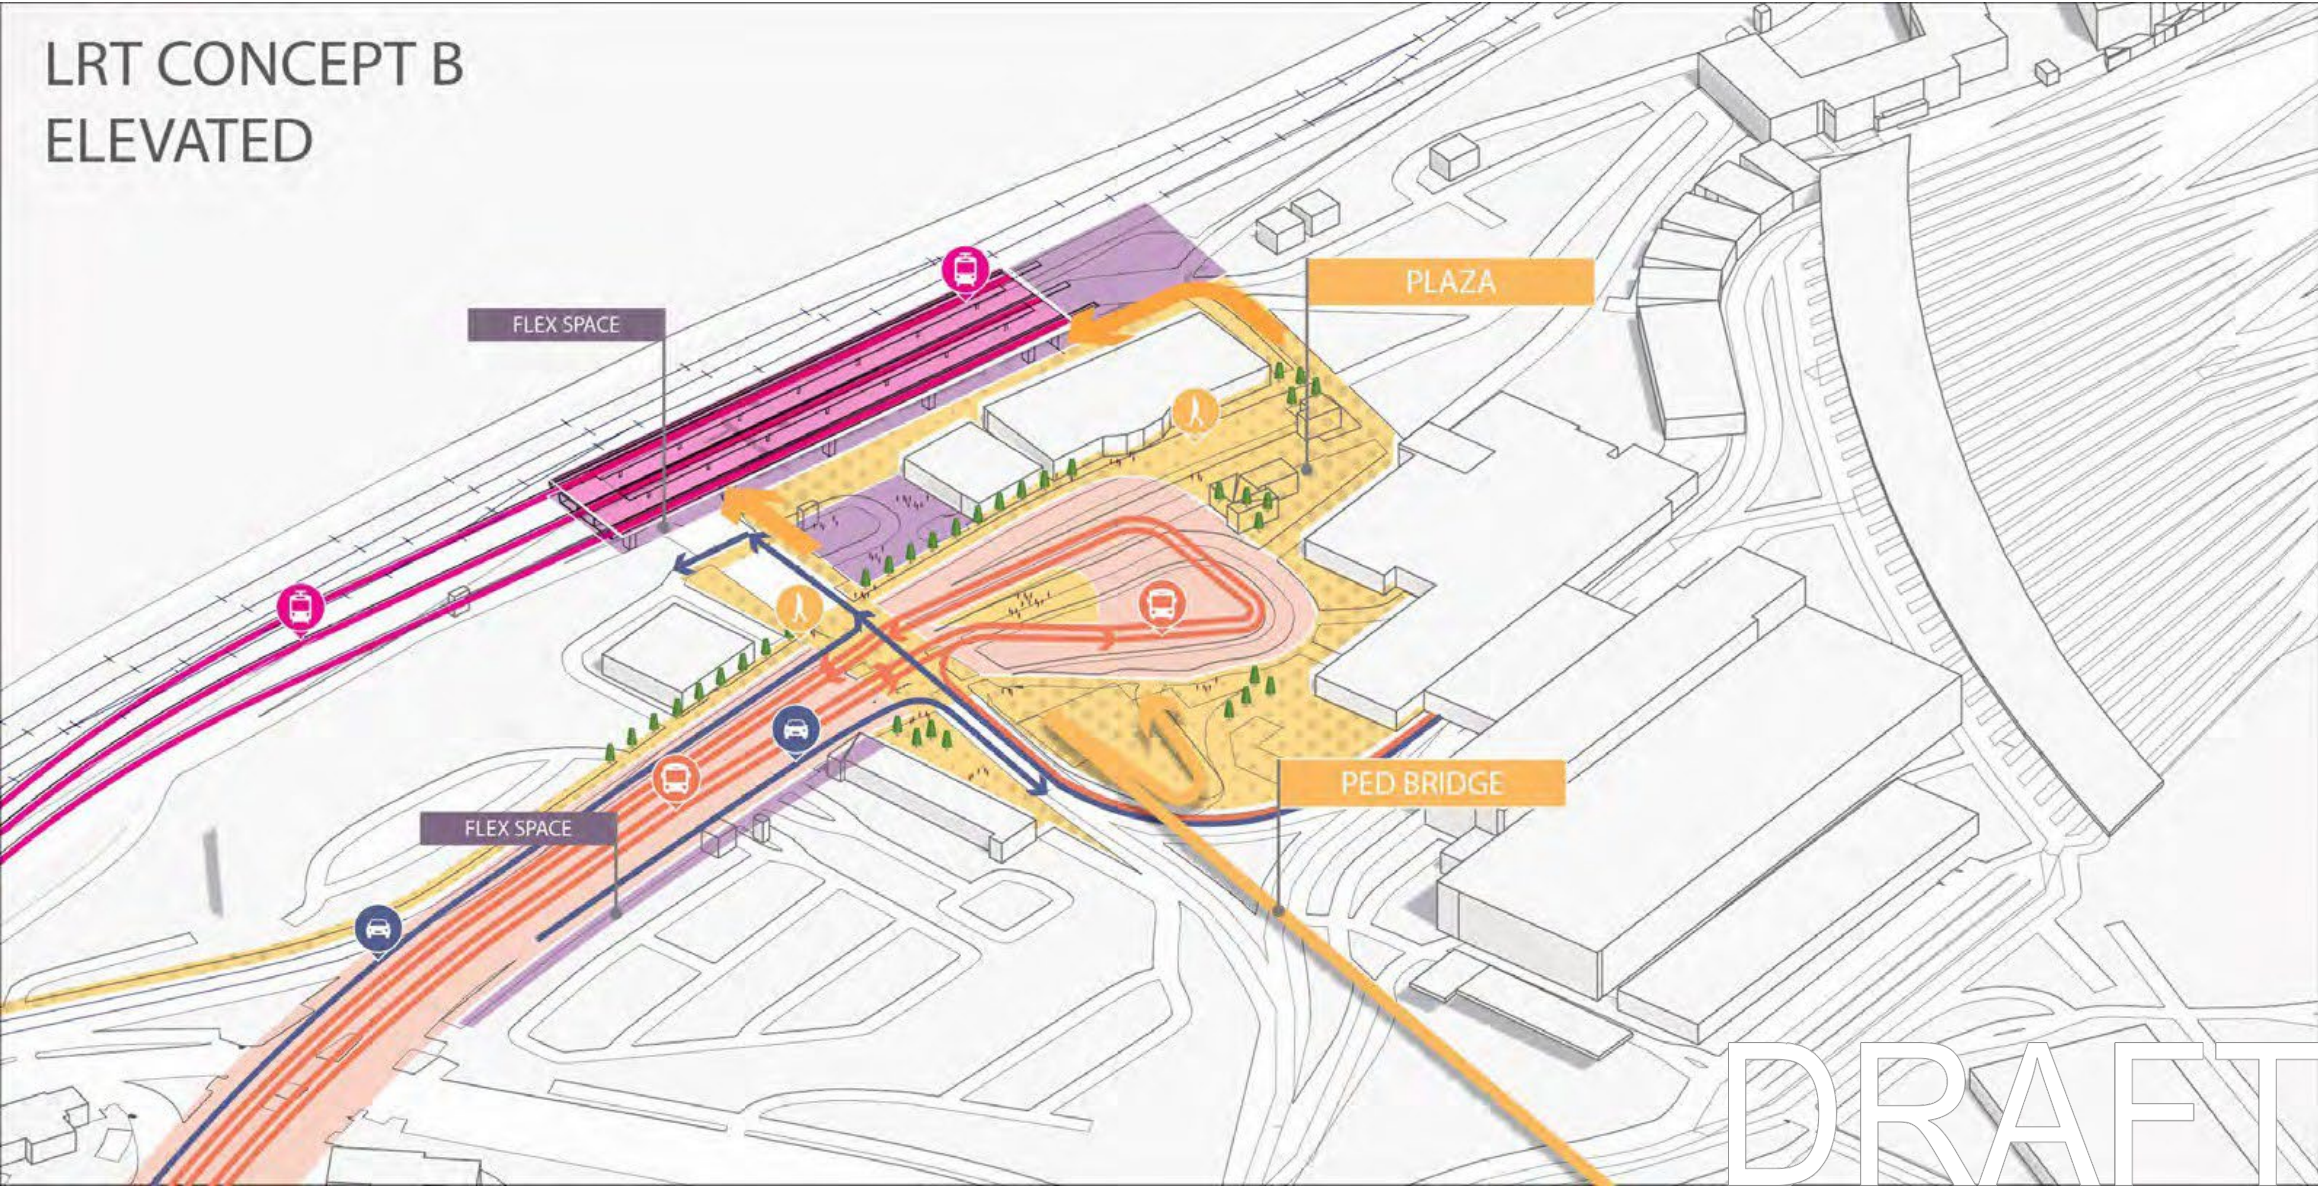 LRT CONCEPT B
ELEVATED
PLAZA
FLEX SPACE
PED BRIDGE
FLEX SPACE
DRAFT